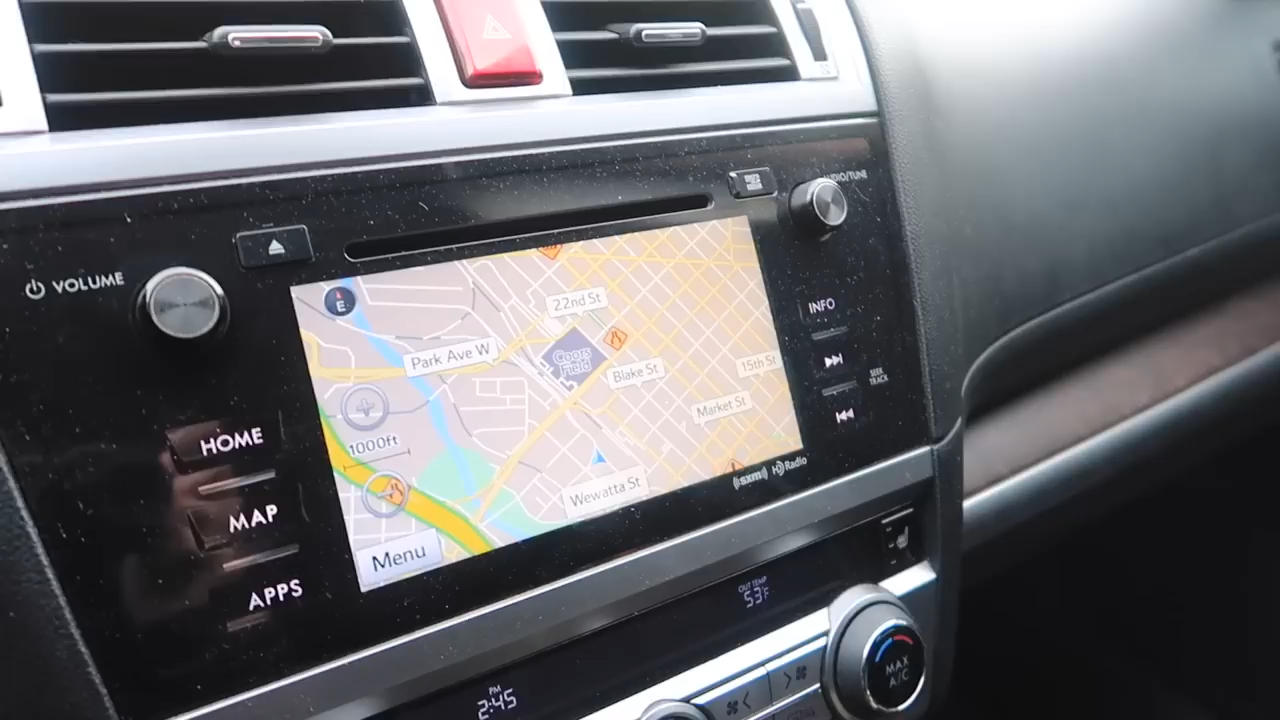 AUDIO/TUNE
VOLUME
E
22nd St
INFO
Park Ave W
Coors
Field
Blake St
15th St
SEEK
TRACK
Market St
1000ft
HOME
((sxm))
HD Radio
Wewatta St
MAP
Menu
APPS
OUT TEMP
53°F
MAX
A/C
PM
2:45